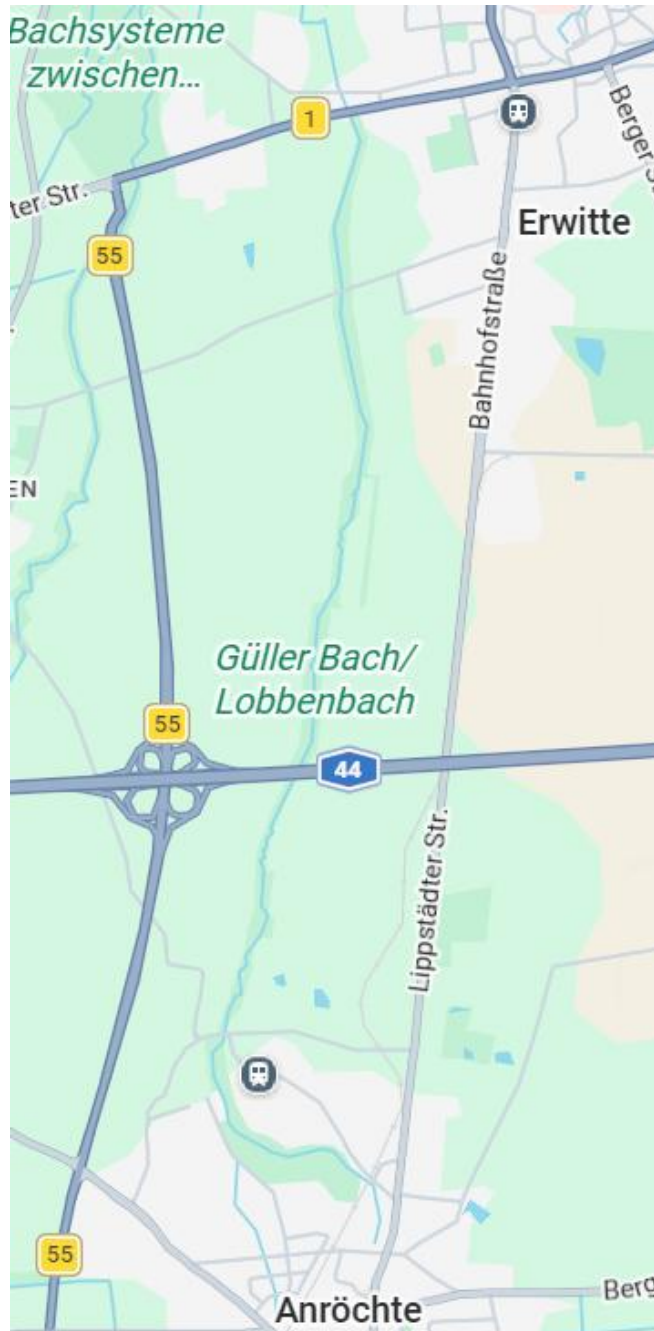 Bachsysteme
zwischen...
1
Berger S
ter Str.
Erwitte
55
Bahnhofstraße
EN
Güller Bach/
Lobbenbach
55
44
Lippstädter Str.
55
Berg
Anröchte